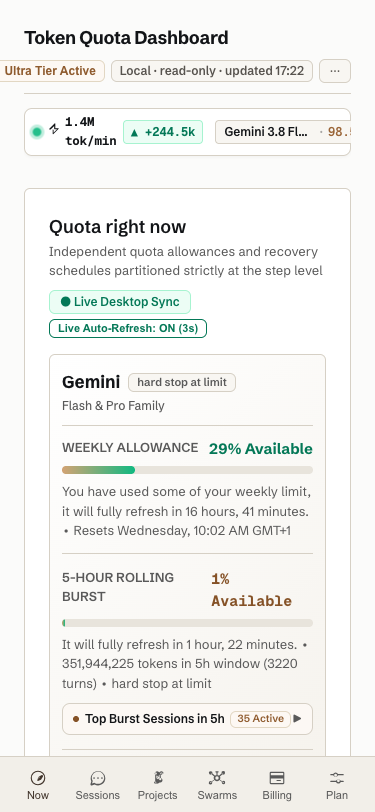 Token Quota Dashboard
Ultra Tier Active
Local · read-only · updated 17:22
...
1.4M
tok/min
▲ +244.5k
Gemini 3.8 Fl...
· 98.
Quota right now
Independent quota allowances and recovery
schedules partitioned strictly at the step level
Live Desktop Sync
Live Auto-Refresh: ON (3s)
Gemini
hard stop at limit
Flash & Pro Family
WEEKLY ALLOWANCE
29% Available
You have used some of your weekly limit,
it will fully refresh in 16 hours, 41 minutes.
• Resets Wednesday, 10:02 AM GMT+1
5-HOUR ROLLING
BURST
1%
Available
It will fully refresh in 1 hour, 22 minutes. •
351,944,225 tokens in 5h window (3220
turns) • hard stop at limit
Top Burst Sessions in 5h
35 Active
Now
Sessions
Projects
Swarms
Billing
Plan